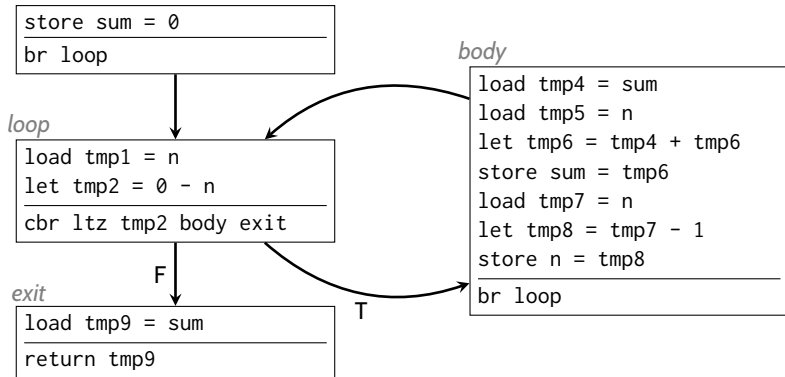 store sum = 0
br loop
loop
load tmp1 = n
let tmp2 = 0 - n
cbr ltz tmp2 body exit
F
T
exit
load tmp9 = sum
return tmp9
body
load tmp4 = sum
load tmp5 = n
let tmp6 = tmp4 + tmp6
store sum = tmp6
load tmp7 = n
let tmp8 = tmp7 - 1
store n = tmp8
br loop